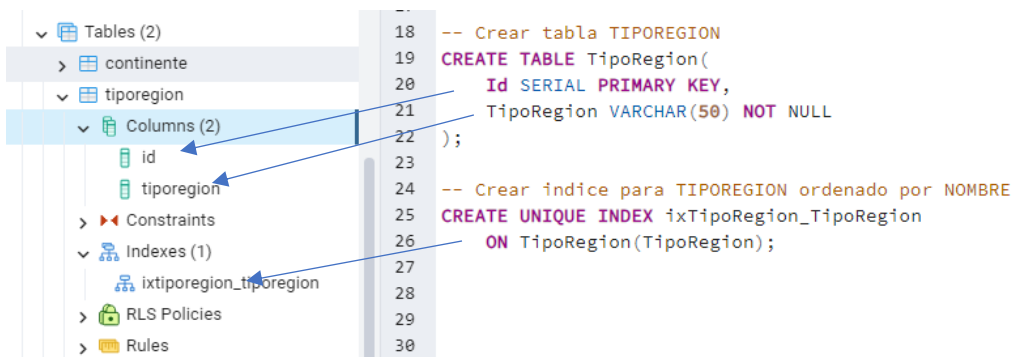 Tables (2)
continente
tiporegion
Columns (2)
id
tiporegion
Constraints
Indexes (1)
ixtiporegion_tiporegion
RLS Policies
Rules
18 -- Crear tabla TIPOREGION
19 CREATE TABLE TipoRegion(
20 Id SERIAL PRIMARY KEY,
21 TipoRegion VARCHAR(50) NOT NULL
22 );
23
24 -- Crear indice para TIPOREGION ordenado por NOMBRE
25 CREATE UNIQUE INDEX ixTipoRegion_TipoRegion
26 ON TipoRegion(TipoRegion);
27
28
29
30